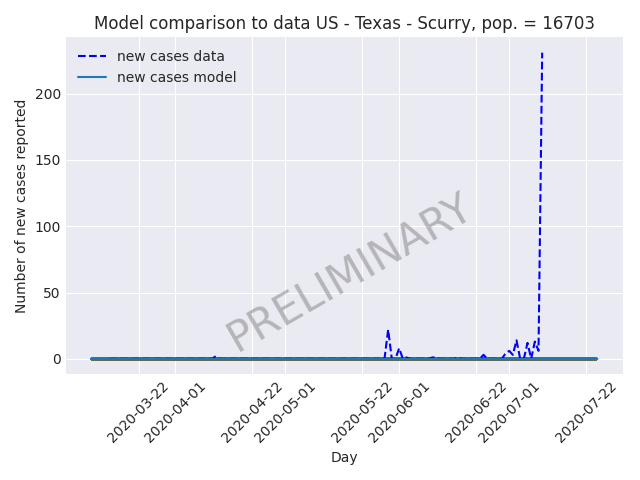 Model comparison to data US - Texas - Scurry, pop. = 16703
new cases data
new cases model
Number of new cases reported
200
150
100
50
0
PRELIMINARY
2020-03-22
2020-04-01
2020-04-22
2020-05-01
2020-05-22
2020-06-01
2020-06-22
2020-07-01
2020-07-22
Day